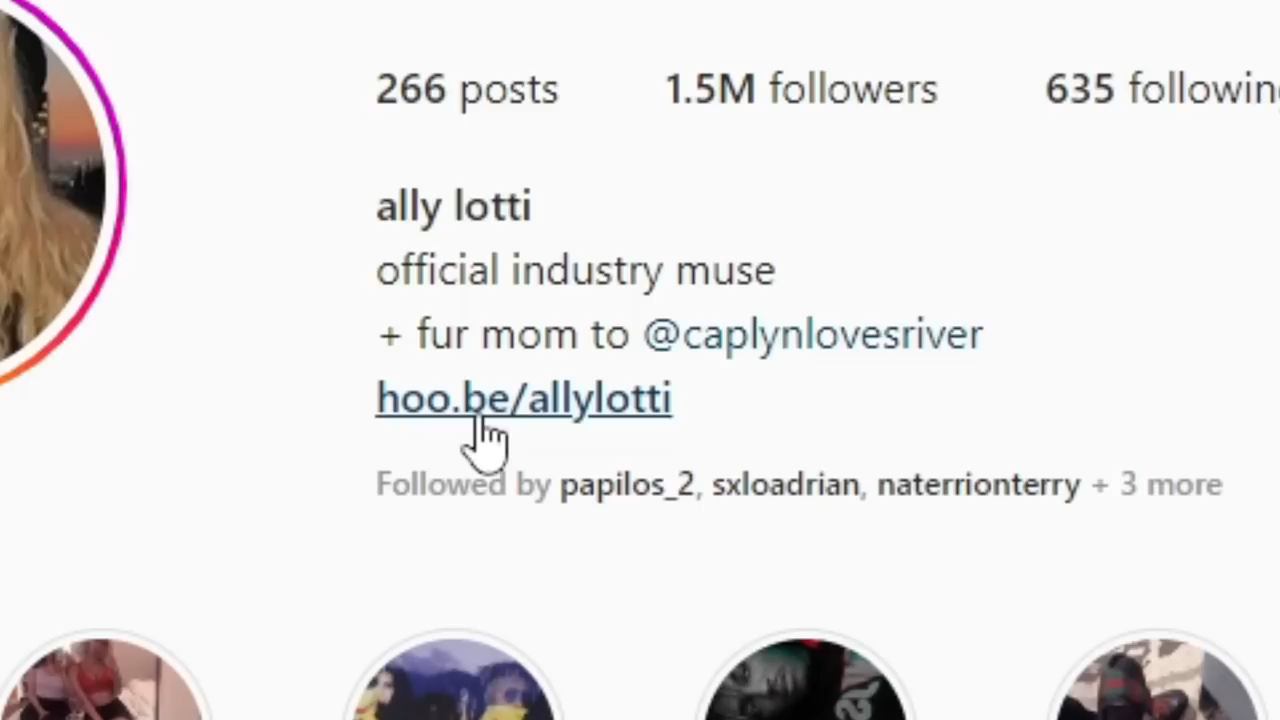 266 posts 1.5M followers 635 following
ally lotti
official industry muse
+ fur mom to @caplynlovesriver
hoo.be/allylotti
Followed by papilos_2, sxloadrian, naterrionterry + 3 more